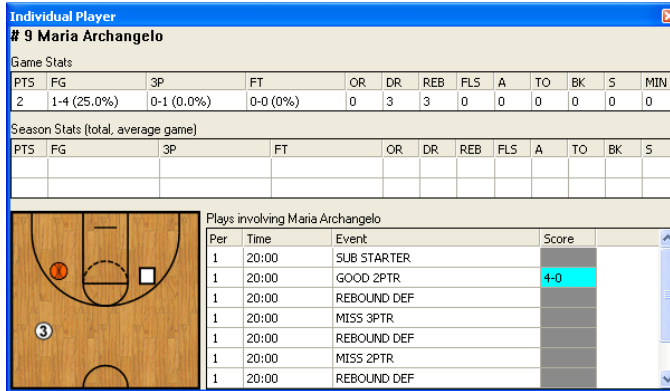 Individual Player
# 9 Maria Archangelo
Game Stats
PTS FG 3P FT OR DR REB FLS A TO BK S MIN
2 1-4 (25.0%) 0-1 (0.0%) 0-0 (0%) 0 3 3 0 0 0 0 0 0
Season Stats (total, average game)
PTS FG 3P FT OR DR REB FLS A TO BK S
Plays involving Maria Archangelo
Per Time Event Score
1 20:00 SUB STARTER
1 20:00 GOOD 2PTR 4-0
1 20:00 REBOUND DEF
1 20:00 MISS 3PTR
1 20:00 REBOUND DEF
1 20:00 MISS 2PTR
1 20:00 REBOUND DEF
X
3